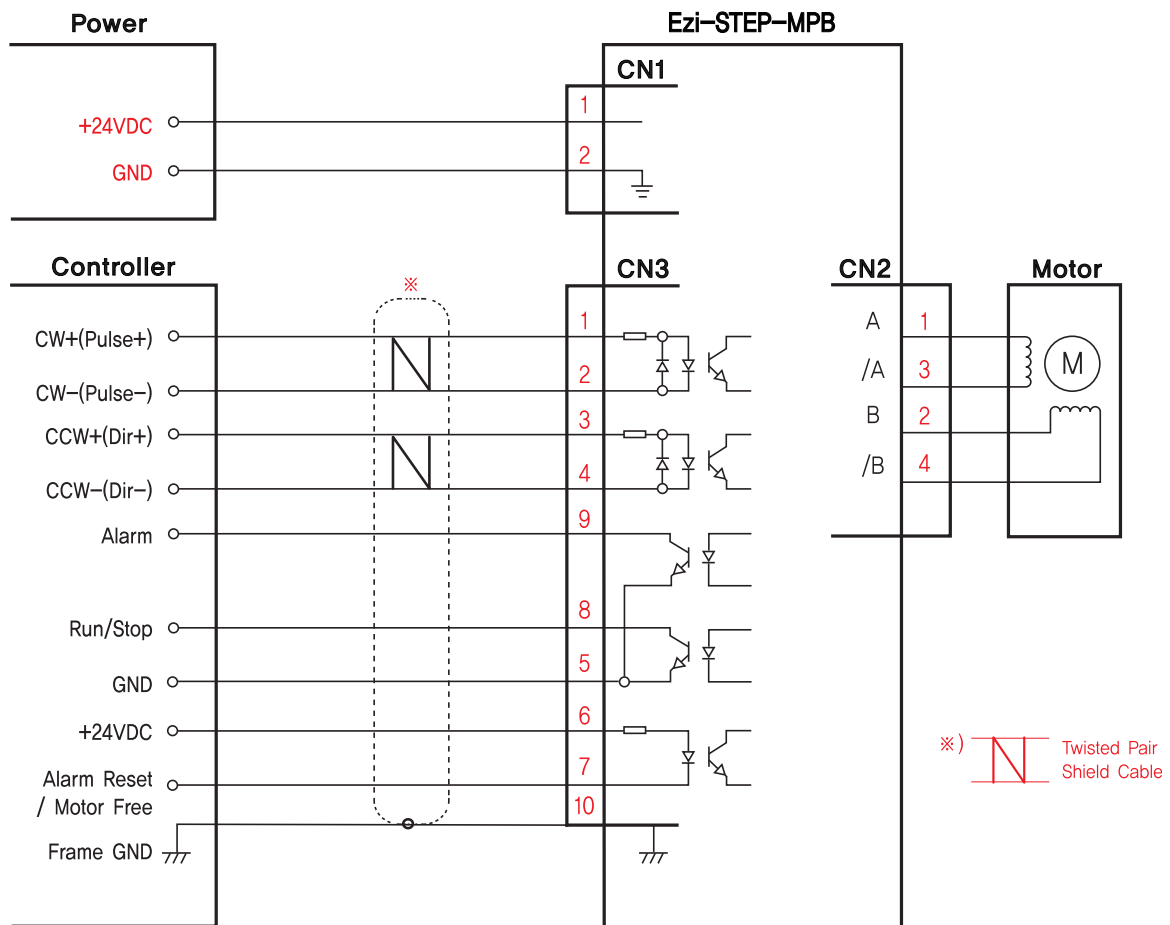 Power
Ezi-STEP-MPB
CN1
+24VDC
1
GND
2
Controller
CN3
CN2
Motor
※
CW+(Pulse+)
1
CW-(Pulse-)
2
CCW+(Dir+)
3
CCW-(Dir-)
4
Alarm
9
Run/Stop
8
GND
5
+24VDC
6
Alarm Reset
/ Motor Free
7
10
Frame GND
A
1
/A
3
B
2
/B
4
M
※)
Twisted Pair
Shield Cable